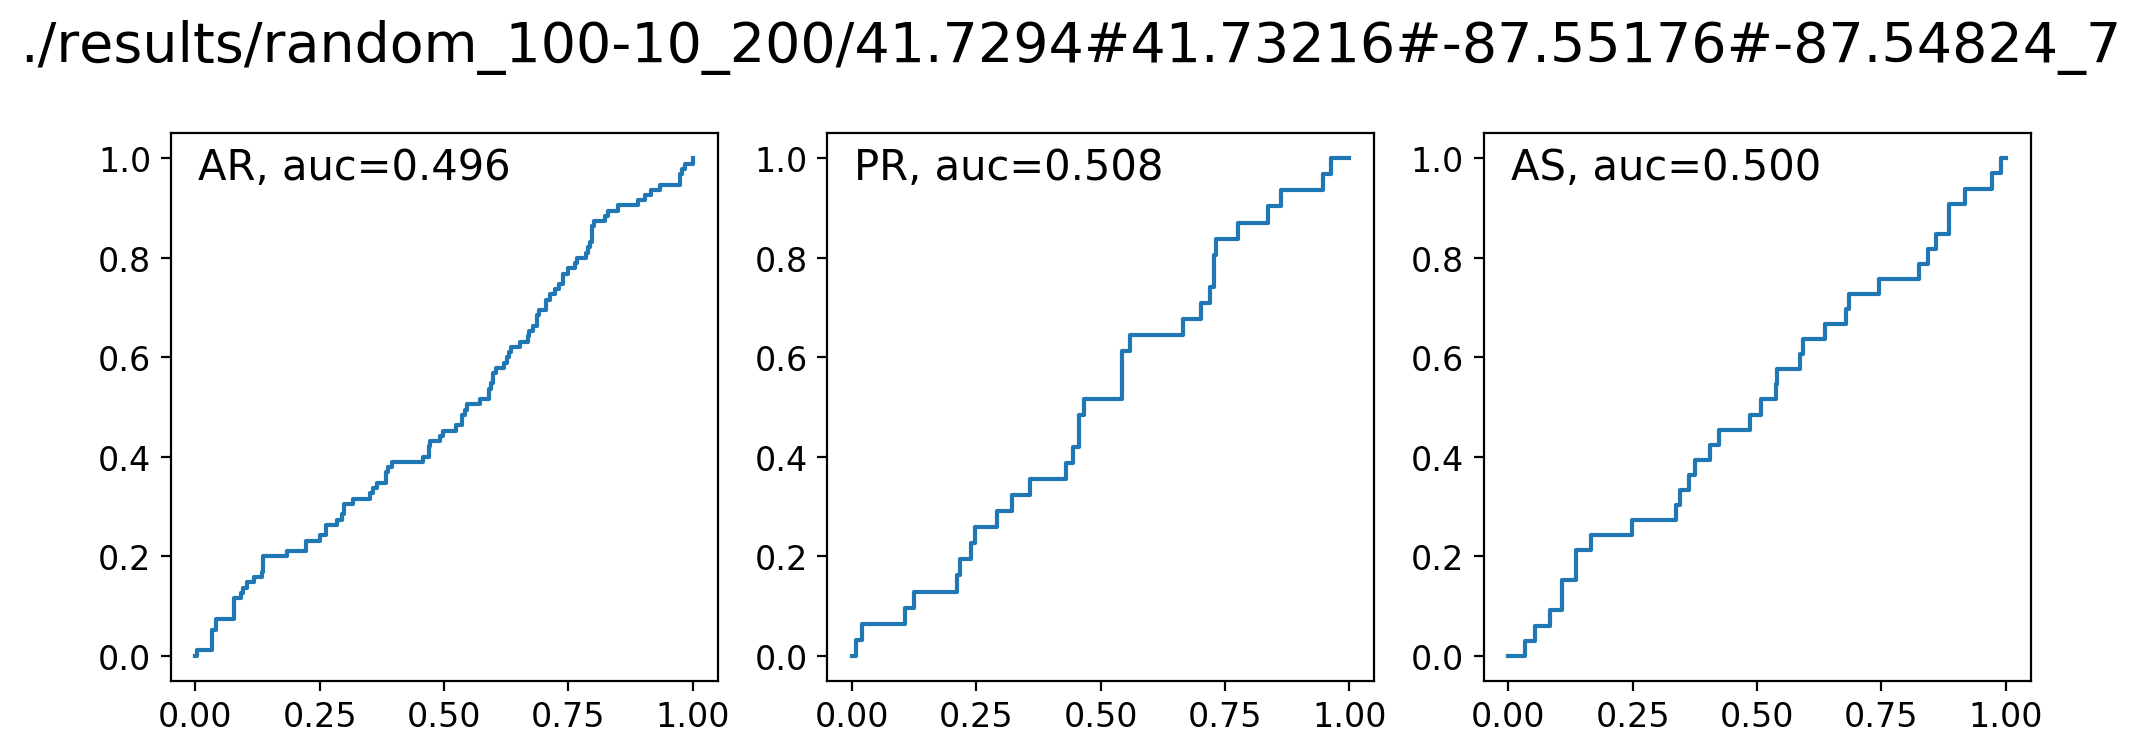 ./results/random_100-10_200/41.7294#41.73216#-87.55176#-87.54824_7
AR, auc=0.496
1.0
0.8
0.6
0.4
0.2
0.0
0.00 0.25 0.50 0.75 1.00
PR, auc=0.508
1.0
0.8
0.6
0.4
0.2
0.0
0.00 0.25 0.50 0.75 1.00
AS, auc=0.500
1.0
0.8
0.6
0.4
0.2
0.0
0.00 0.25 0.50 0.75 1.00